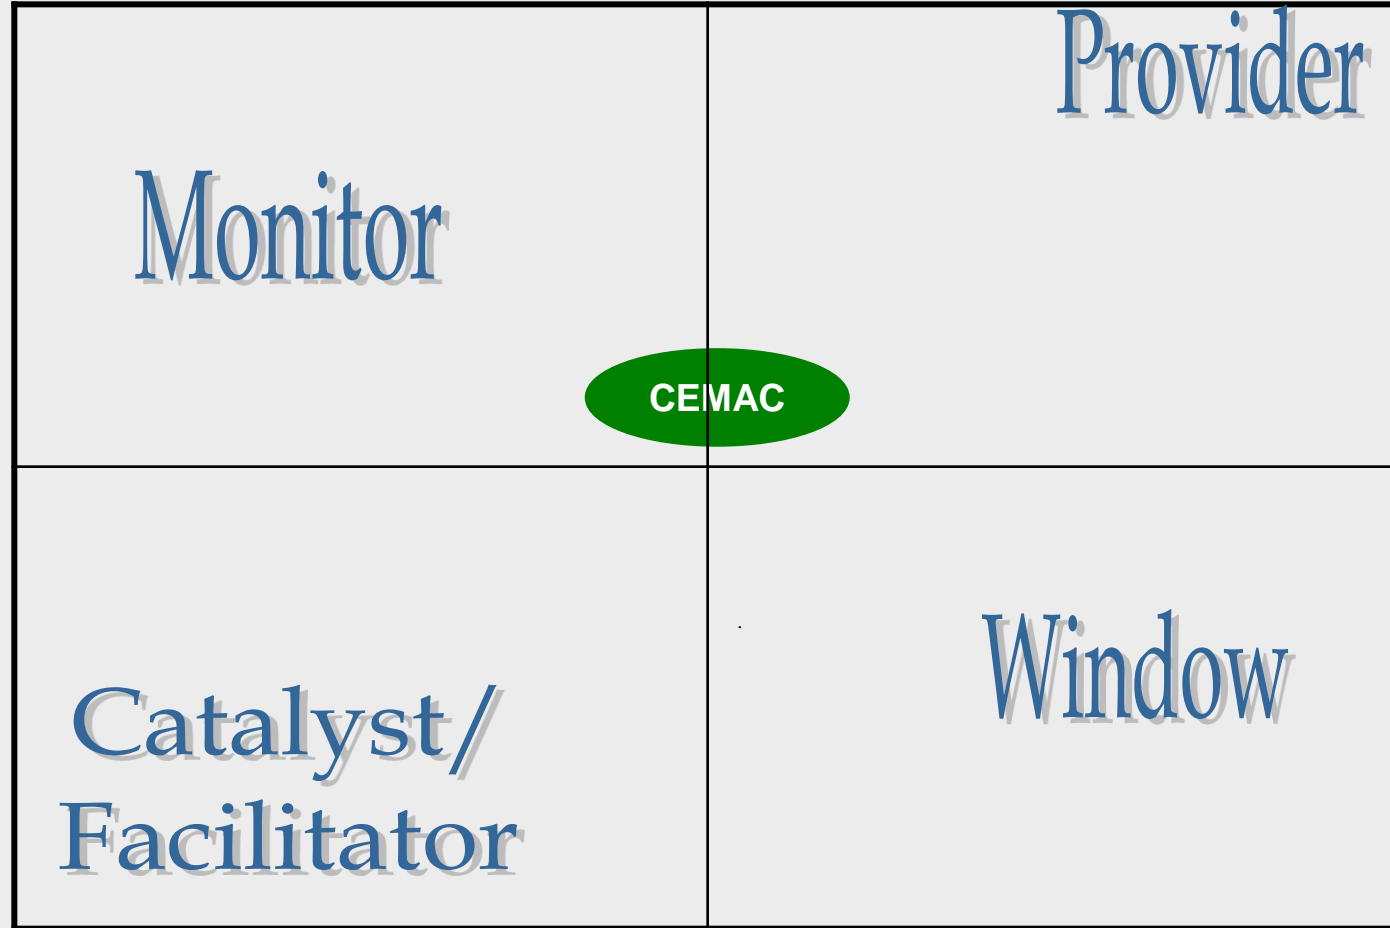 Provider
Monitor
CEMAC
Window
Catalyst/
Facilitator